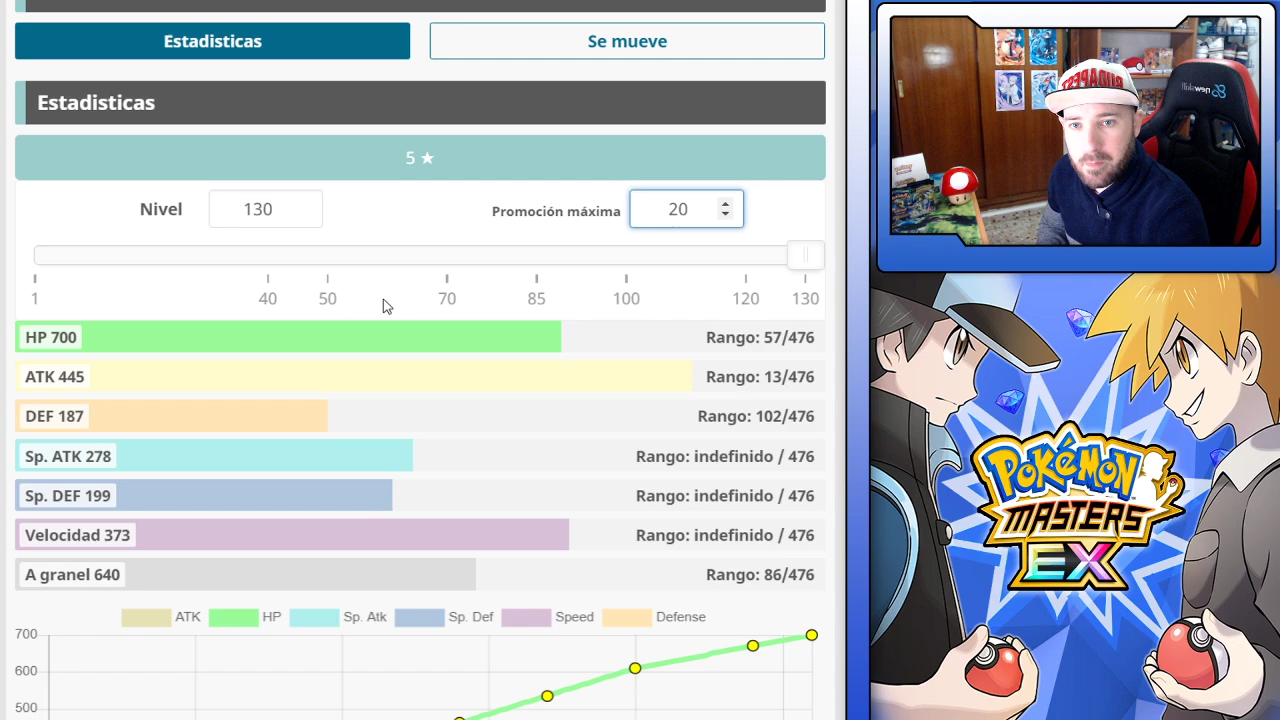 Estadisticas
Se mueve
Estadisticas
5 ★
Nivel 130
Promoción máxima 20
1 40 50 70 85 100 120 130
HP 700 Rango: 57/476
ATK 445 Rango: 13/476
DEF 187 Rango: 102/476
Sp. ATK 278 Rango: indefinido / 476
Sp. DEF 199 Rango: indefinido / 476
Velocidad 373 Rango: indefinido / 476
A granel 640 Rango: 86/476
ATK HP Sp. Atk Sp. Def Speed Defense
700
600
500
newskill
POKéMON
MASTERS
EX